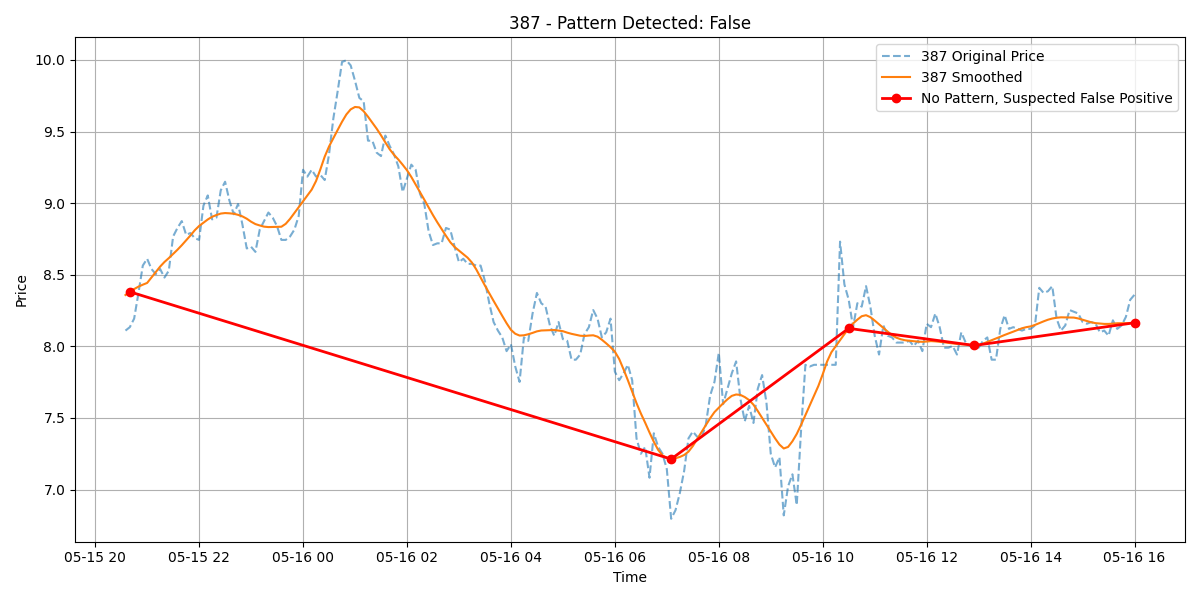 387 - Pattern Detected: False
387 Original Price
387 Smoothed
No Pattern, Suspected False Positive
Price
10.0
9.5
9.0
8.5
8.0
7.5
7.0
05-15 20 05-15 22 05-16 00 05-16 02 05-16 04 05-16 06 05-16 08 05-16 10 05-16 12 05-16 14 05-16 16
Time